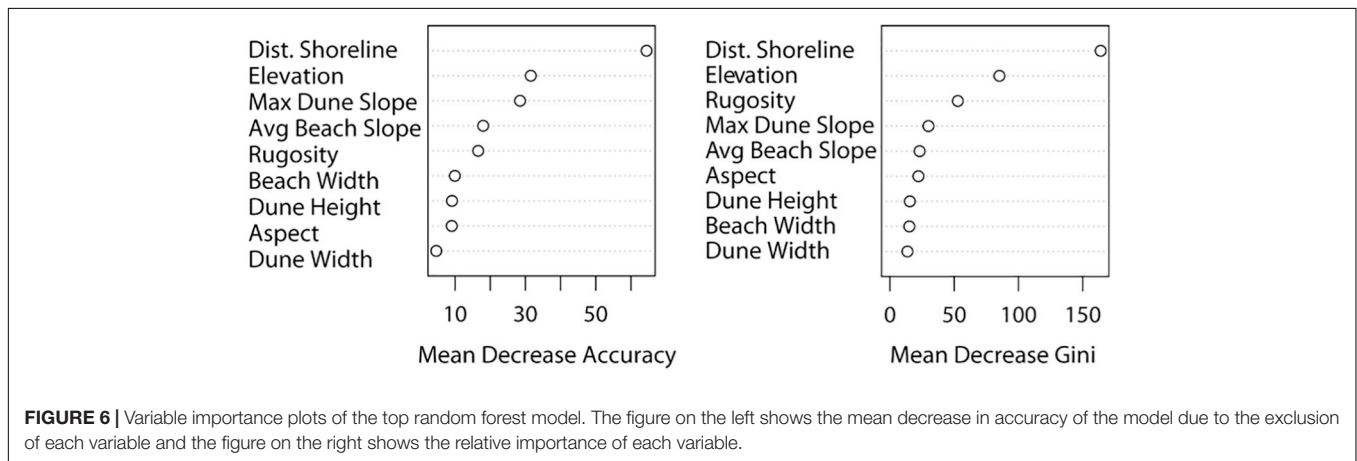 Dist. Shoreline
Elevation
Max Dune Slope
Avg Beach Slope
Rugosity
Beach Width
Dune Height
Aspect
Dune Width
10 30 50
Mean Decrease Accuracy
Dist. Shoreline
Elevation
Rugosity
Max Dune Slope
Avg Beach Slope
Aspect
Dune Height
Beach Width
Dune Width
0 50 100 150
Mean Decrease Gini
FIGURE 6 | Variable importance plots of the top random forest model. The figure on the left shows the mean decrease in accuracy of the model due to the exclusion
of each variable and the figure on the right shows the relative importance of each variable.